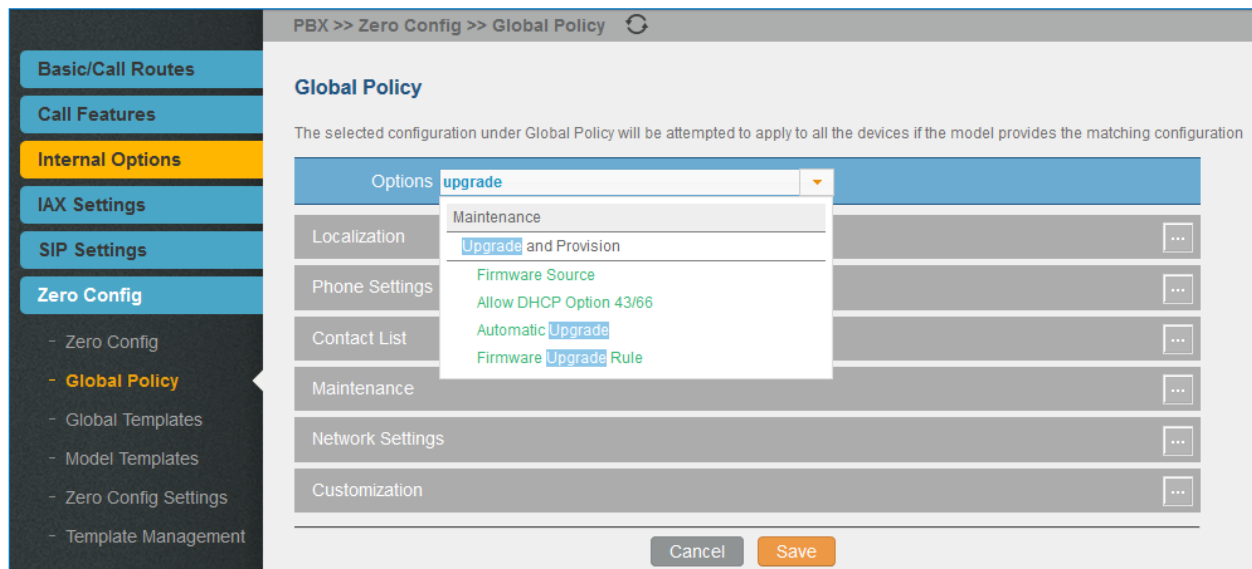 PBX >> Zero Config >> Global Policy
Basic/Call Routes
Call Features
Internal Options
IAX Settings
SIP Settings
Zero Config
- Zero Config
- Global Policy
- Global Templates
- Model Templates
- Zero Config Settings
- Template Management
Global Policy
The selected configuration under Global Policy will be attempted to apply to all the devices if the model provides the matching configuration
Options upgrade
Maintenance
Upgrade and Provision
Firmware Source
Allow DHCP Option 43/66
Automatic Upgrade
Firmware Upgrade Rule
Localization ...
Phone Settings ...
Contact List ...
Maintenance ...
Network Settings ...
Customization ...
Cancel Save